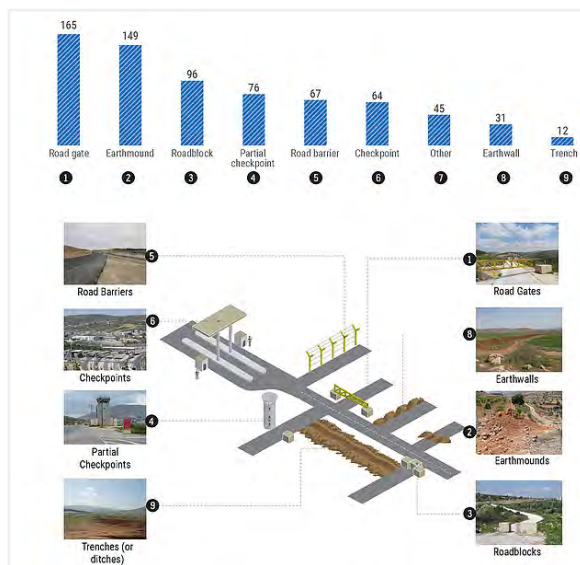 165
149
96
76
67
64
45
31
12
Road gate
Earthmound
Roadblock
Partial
checkpoint
Road barrier
Checkpoint
Other
Earthwall
Trench
1
2
3
4
5
6
7
8
9
5
Road Barriers
1
Road Gates
6
Checkpoints
8
Earthwalls
4
Partial
Checkpoints
2
Earthmounds
9
Trenches (or
ditches)
3
Roadblocks